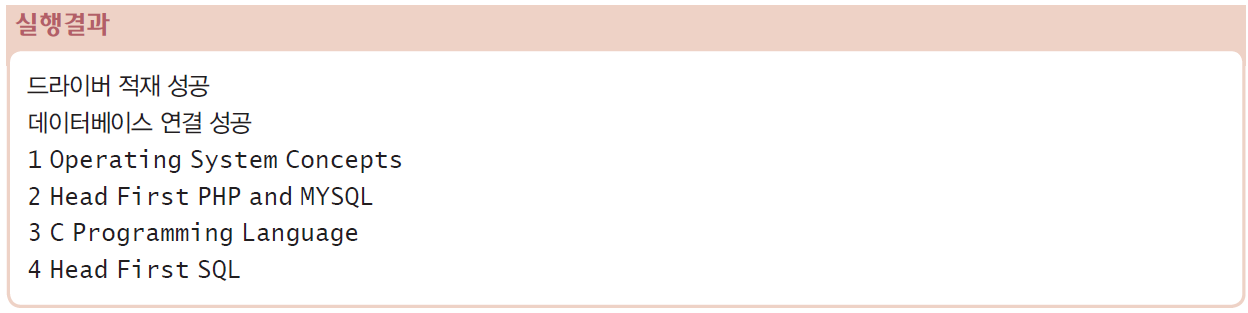 실행결과
드라이버 적재 성공
데이터베이스 연결 성공
1 Operating System Concepts
2 Head First PHP and MYSQL
3 C Programming Language
4 Head First SQL